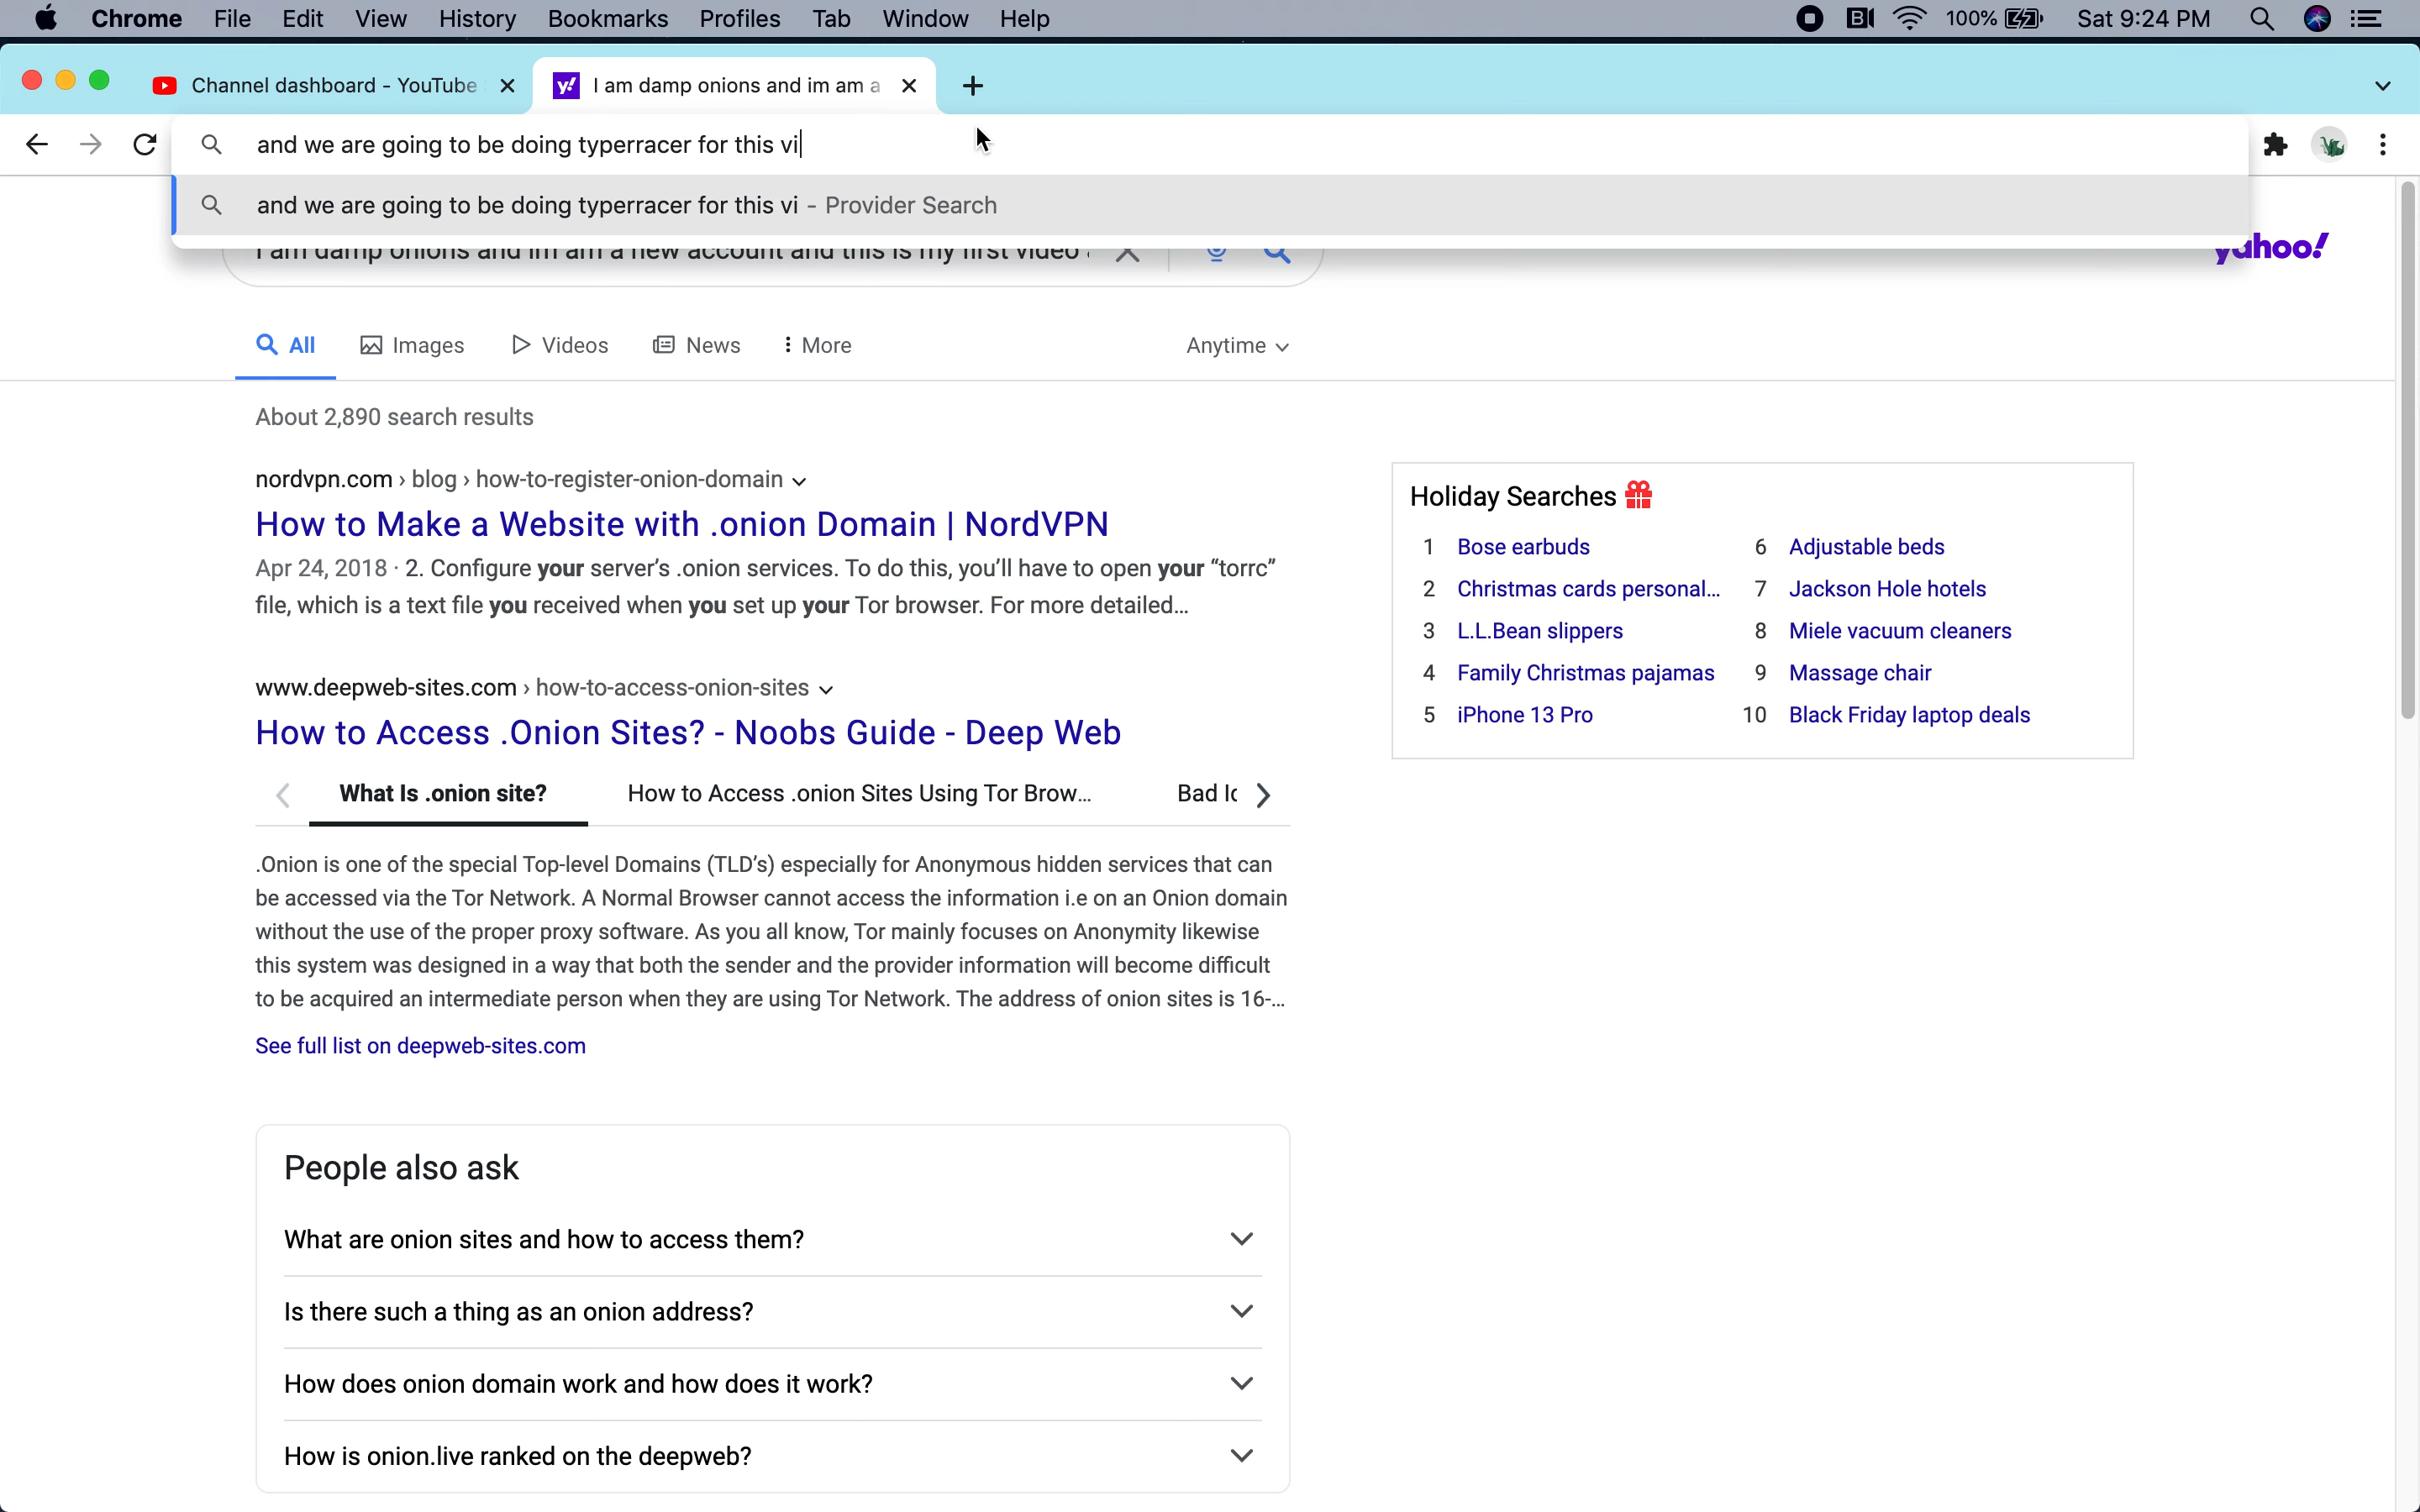 Chrome File Edit View History Bookmarks Profiles Tab Window Help 100% Sat 9:24 PM
Channel dashboard - YouTube
I am damp onions and im am a
and we are going to be doing typerracer for this vi
and we are going to be doing typerracer for this vi - Provider Search
I am damp onions and im am a new account and this is my first video
yahoo!
All Images Videos News More Anytime
About 2,890 search results
nordvpn.com › blog › how-to-register-onion-domain
How to Make a Website with .onion Domain | NordVPN
Apr 24, 2018 · 2. Configure your server's .onion services. To do this, you'll have to open your “torrc”
file, which is a text file you received when you set up your Tor browser. For more detailed...
www.deepweb-sites.com › how-to-access-onion-sites
How to Access .Onion Sites? - Noobs Guide - Deep Web
What Is .onion site? How to Access .onion Sites Using Tor Brow... Bad
.Onion is one of the special Top-level Domains (TLD's) especially for Anonymous hidden services that can
be accessed via the Tor Network. A Normal Browser cannot access the information i.e on an Onion domain
without the use of the proper proxy software. As you all know, Tor mainly focuses on Anonymity likewise
this system was designed in a way that both the sender and the provider information will become difficult
to be acquired an intermediate person when they are using Tor Network. The address of onion sites is 16-...
See full list on deepweb-sites.com
People also ask
What are onion sites and how to access them?
Is there such a thing as an onion address?
How does onion domain work and how does it work?
How is onion.live ranked on the deepweb?
Holiday Searches
1 Bose earbuds
2 Christmas cards personal...
3 L.L.Bean slippers
4 Family Christmas pajamas
5 iPhone 13 Pro
6 Adjustable beds
7 Jackson Hole hotels
8 Miele vacuum cleaners
9 Massage chair
10 Black Friday laptop deals